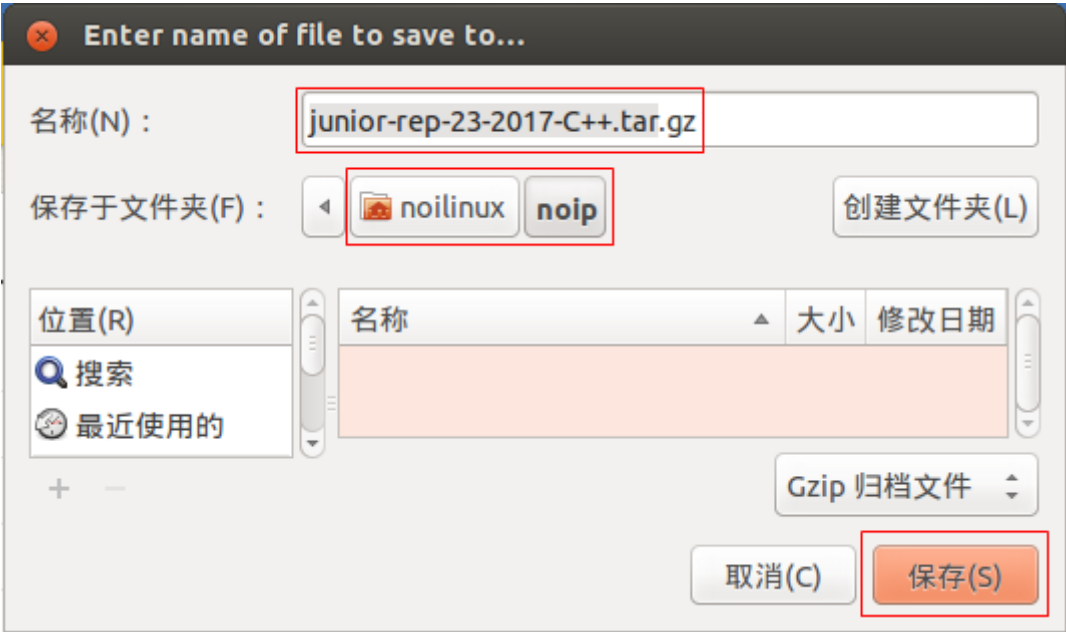 Enter name of file to save to...
名称(N)：
junior-rep-23-2017-C++.tar.gz
保存于文件夹(F)：
noilinux
noip
创建文件夹(L)
位置(R)
名称
大小
修改日期
搜索
最近使用的
Gzip 归档文件
取消(C)
保存(S)